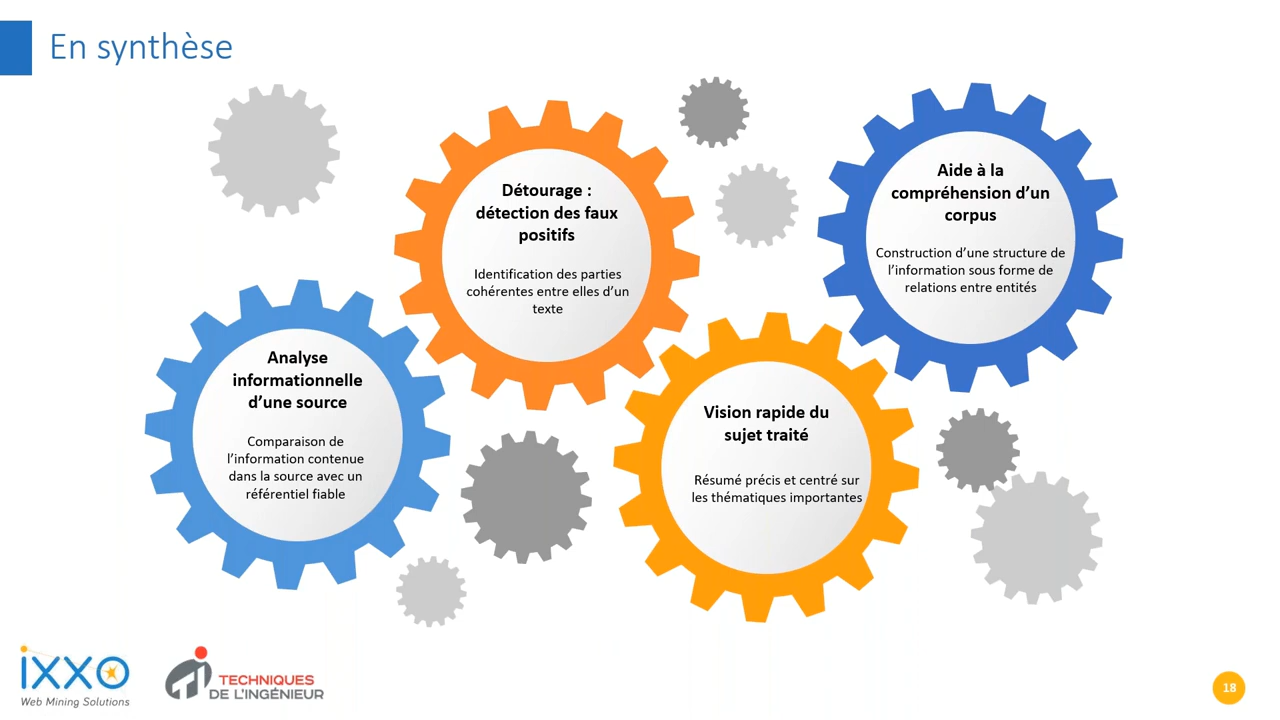 En synthèse
Analyse
informationnelle
d’une source
Comparaison de
l’information contenue
dans la source avec un
référentiel fiable
Détourage :
détection des faux
positifs
Identification des parties
cohérentes entre elles d’un
texte
Vision rapide du
sujet traité
Résumé précis et centré sur
les thématiques importantes
Aide à la
compréhension d’un
corpus
Construction d’une structure de
l’information sous forme de
relations entre entités
iXXO
Web Mining Solutions
TECHNIQUES
DE L’INGÉNIEUR
18